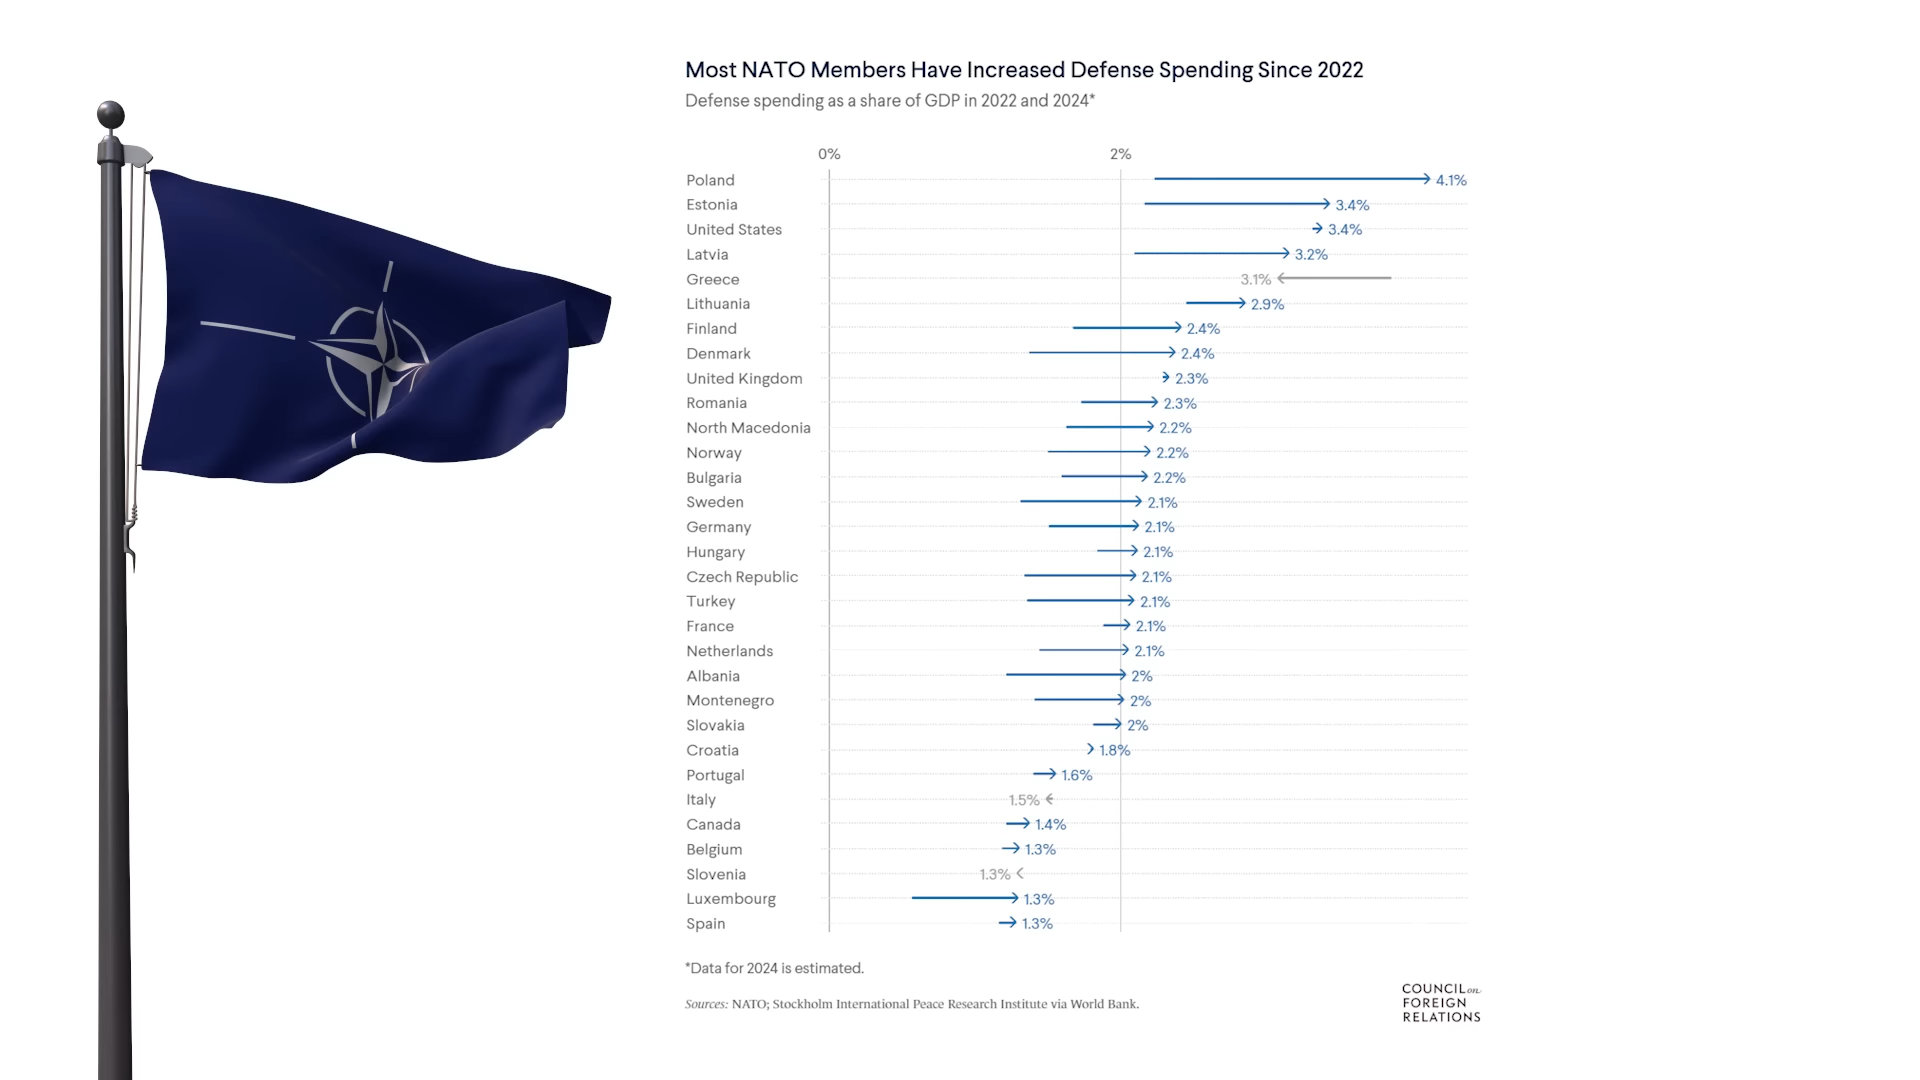 Most NATO Members Have Increased Defense Spending Since 2022
Defense spending as a share of GDP in 2022 and 2024*
0% 2%
Poland 4.1%
Estonia 3.4%
United States 3.4%
Latvia 3.2%
Greece 3.1%
Lithuania 2.9%
Finland 2.4%
Denmark 2.4%
United Kingdom 2.3%
Romania 2.3%
North Macedonia 2.2%
Norway 2.2%
Bulgaria 2.2%
Sweden 2.1%
Germany 2.1%
Hungary 2.1%
Czech Republic 2.1%
Turkey 2.1%
France 2.1%
Netherlands 2.1%
Albania 2%
Montenegro 2%
Slovakia 2%
Croatia 1.8%
Portugal 1.6%
Italy 1.5%
Canada 1.4%
Belgium 1.3%
Slovenia 1.3%
Luxembourg 1.3%
Spain 1.3%
*Data for 2024 is estimated.
Sources: NATO; Stockholm International Peace Research Institute via World Bank.
COUNCIL on
FOREIGN
RELATIONS